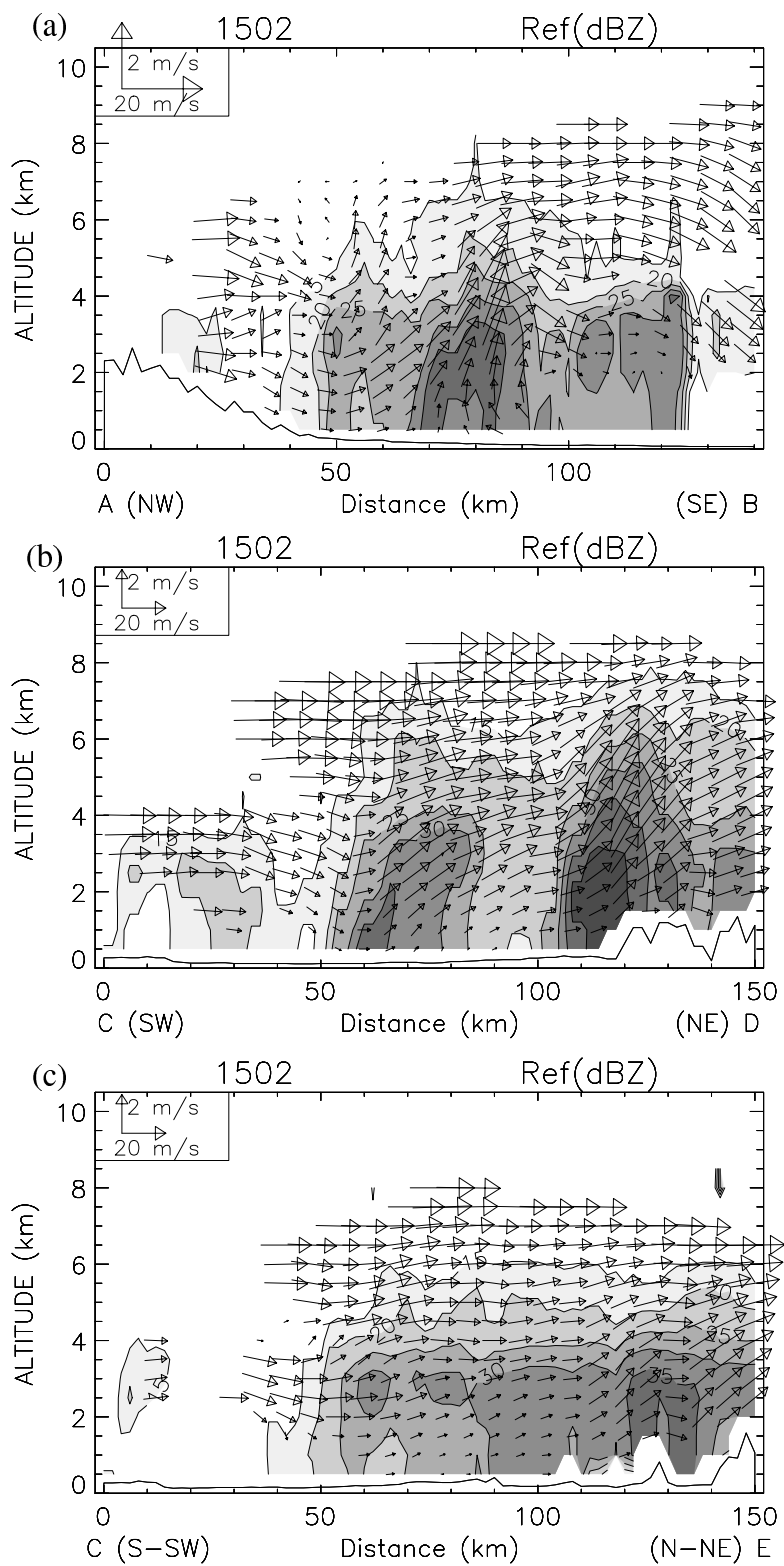 (a) 1502 Ref(dBZ)
2 m/s
20 m/s
10
8
6
4
2
0
ALTITUDE (km)
20
25
25
20
0 50 100
A (NW) Distance (km) (SE) B
(b) 1502 Ref(dBZ)
2 m/s
20 m/s
10
8
6
4
2
0
ALTITUDE (km)
15
30
0 50 100 150
C (SW) Distance (km) (NE) D
(c) 1502 Ref(dBZ)
2 m/s
20 m/s
10
8
6
4
2
0
ALTITUDE (km)
15
20
30
35
0 50 100 150
C (S-SW) Distance (km) (N-NE) E